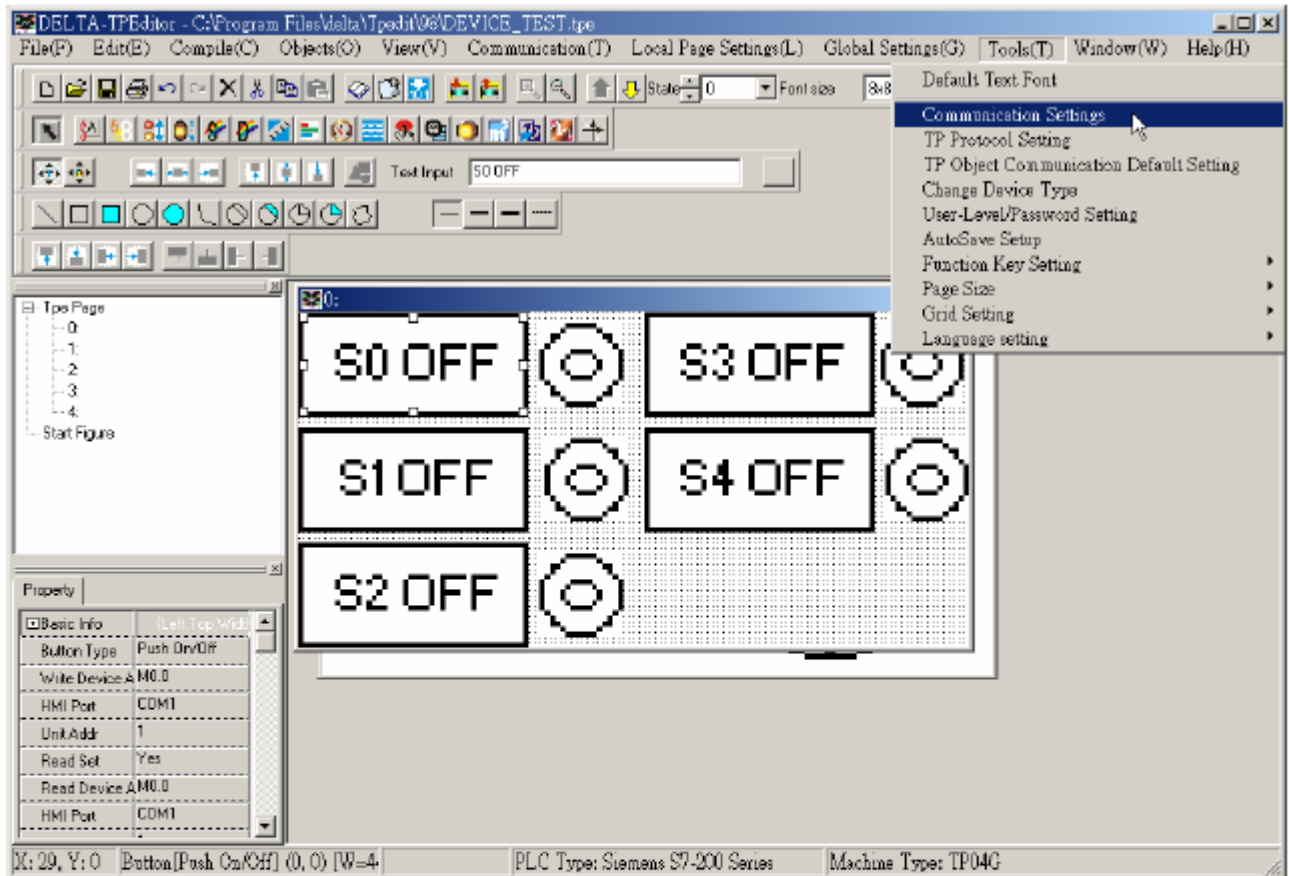 DELTA-TPEditor - C:\Program Files\delta\Tpedit\96\DEVICE_TEST.tpe
File(F) Edit(E) Compile(C) Objects(O) View(V) Communication(T) Local Page Settings(L) Global Settings(G) Tools(T) Window(W) Help(H)
State 0 Font size 8x8
Default Text Font
Communication Settings
TP Protocol Setting
TP Object Communication Default Setting
Change Device Type
User-Level/Password Setting
AutoSave Setup
Function Key Setting
Page Size
Grid Setting
Language setting
Text Input S0 OFF
Tpe Page
0:
1:
2:
3:
4:
Start Figure
0:
S0 OFF S3 OFF
S1 OFF S4 OFF
S2 OFF
Property
Basic Info (Left,Top,Width
Button Type Push On/Off
Write Device A M0.0
HMI Port COM1
Unit Addr 1
Read Set Yes
Read Device A M0.0
HMI Port COM1
X: 29, Y: 0 Button[Push On/Off] (0, 0) [W=4 PLC Type: Siemens S7-200 Series Machine Type: TP04G